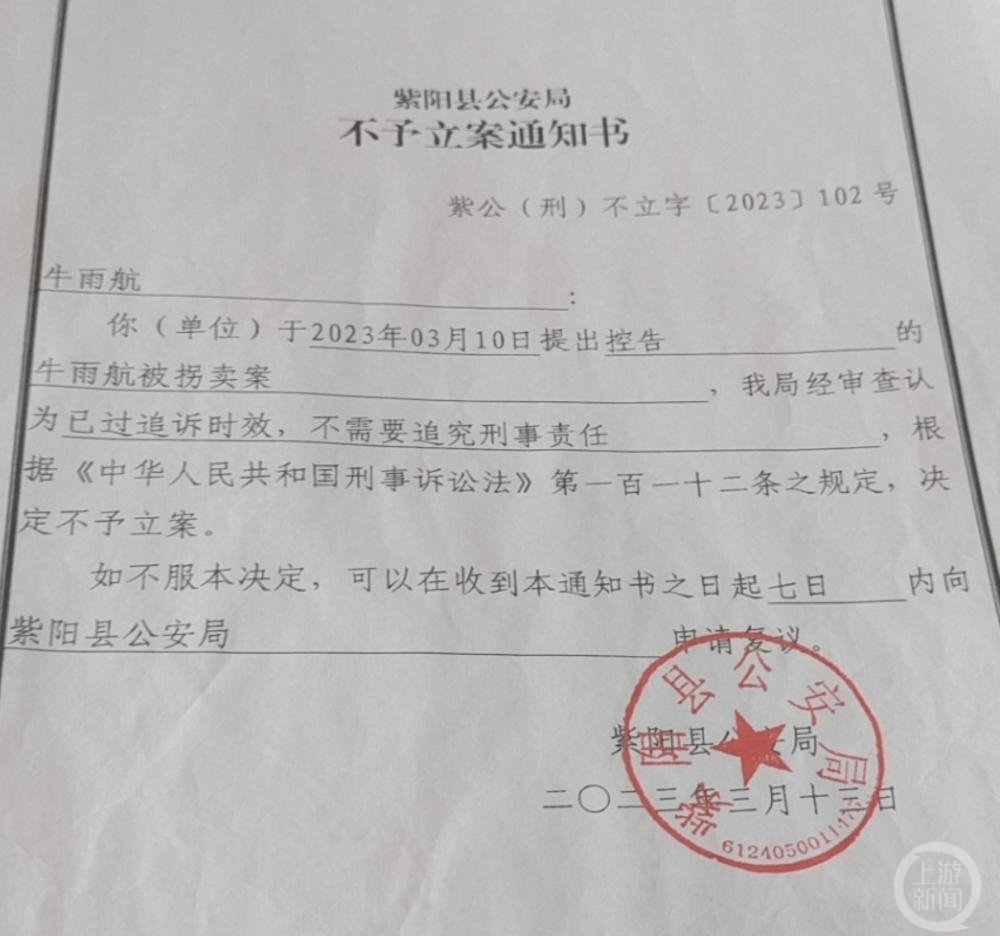 紫阳县公安局
不予立案通知书
紫公（刑）不立字〔2023〕102号
牛雨航：
你（单位）于2023年03月10日提出控告的
牛雨航被拐卖案，我局经审查认
为已过追诉时效，不需要追究刑事责任，根
据《中华人民共和国刑事诉讼法》第一百一十二条之规定，决
定不予立案。
如不服本决定，可以在收到本通知书之日起七日内向
紫阳县公安局申请复议。
紫阳县公安局
二〇二三年三月十三日
紫阳县公安局
上游新闻